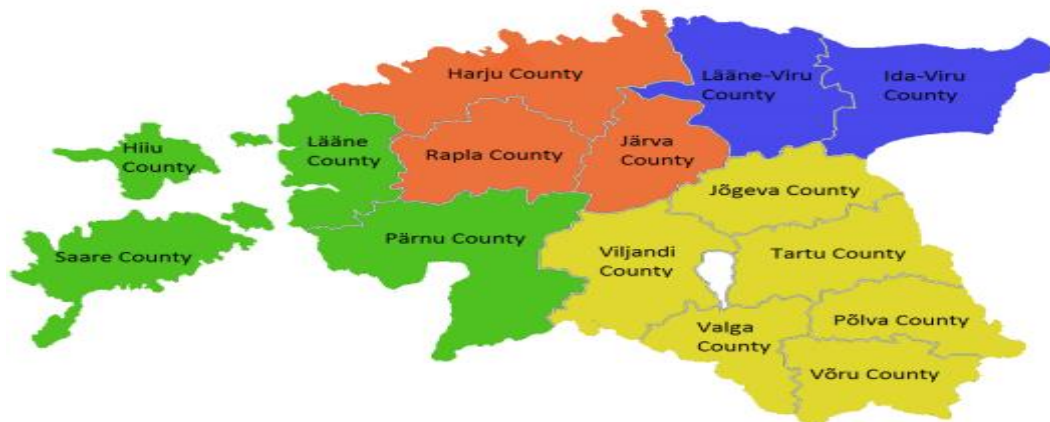 Harju County
Lääne-Viru
County
Ida-Viru
County
Hiiu
County
Lääne
County
Rapla County
Järva
County
Jõgeva County
Saare County
Pärnu County
Viljandi
County
Tartu County
Valga
County
Põlva County
Võru County